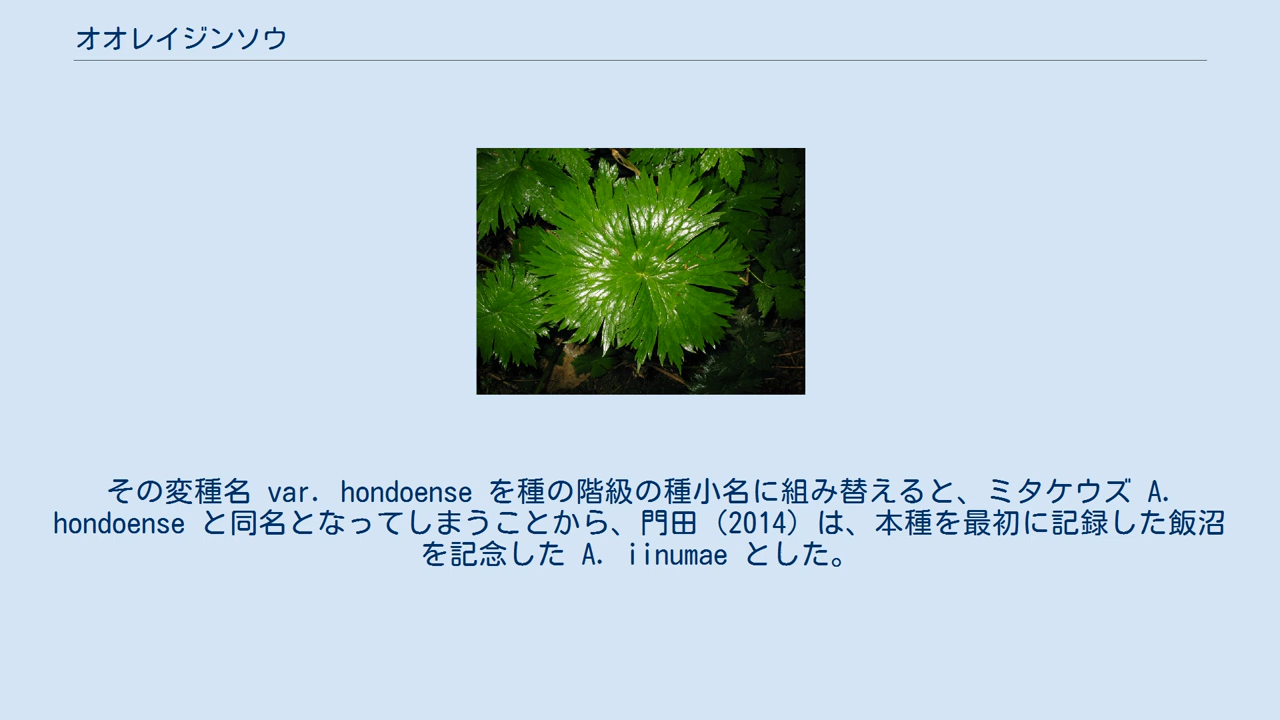 オオレイジンソウ
その変種名 var. hondoense を種の階級の種小名に組み替えると、ミタケウズ A.
hondoense と同名となってしまうことから、門田（2014）は、本種を最初に記録した飯沼
を記念した A. iinumae とした。